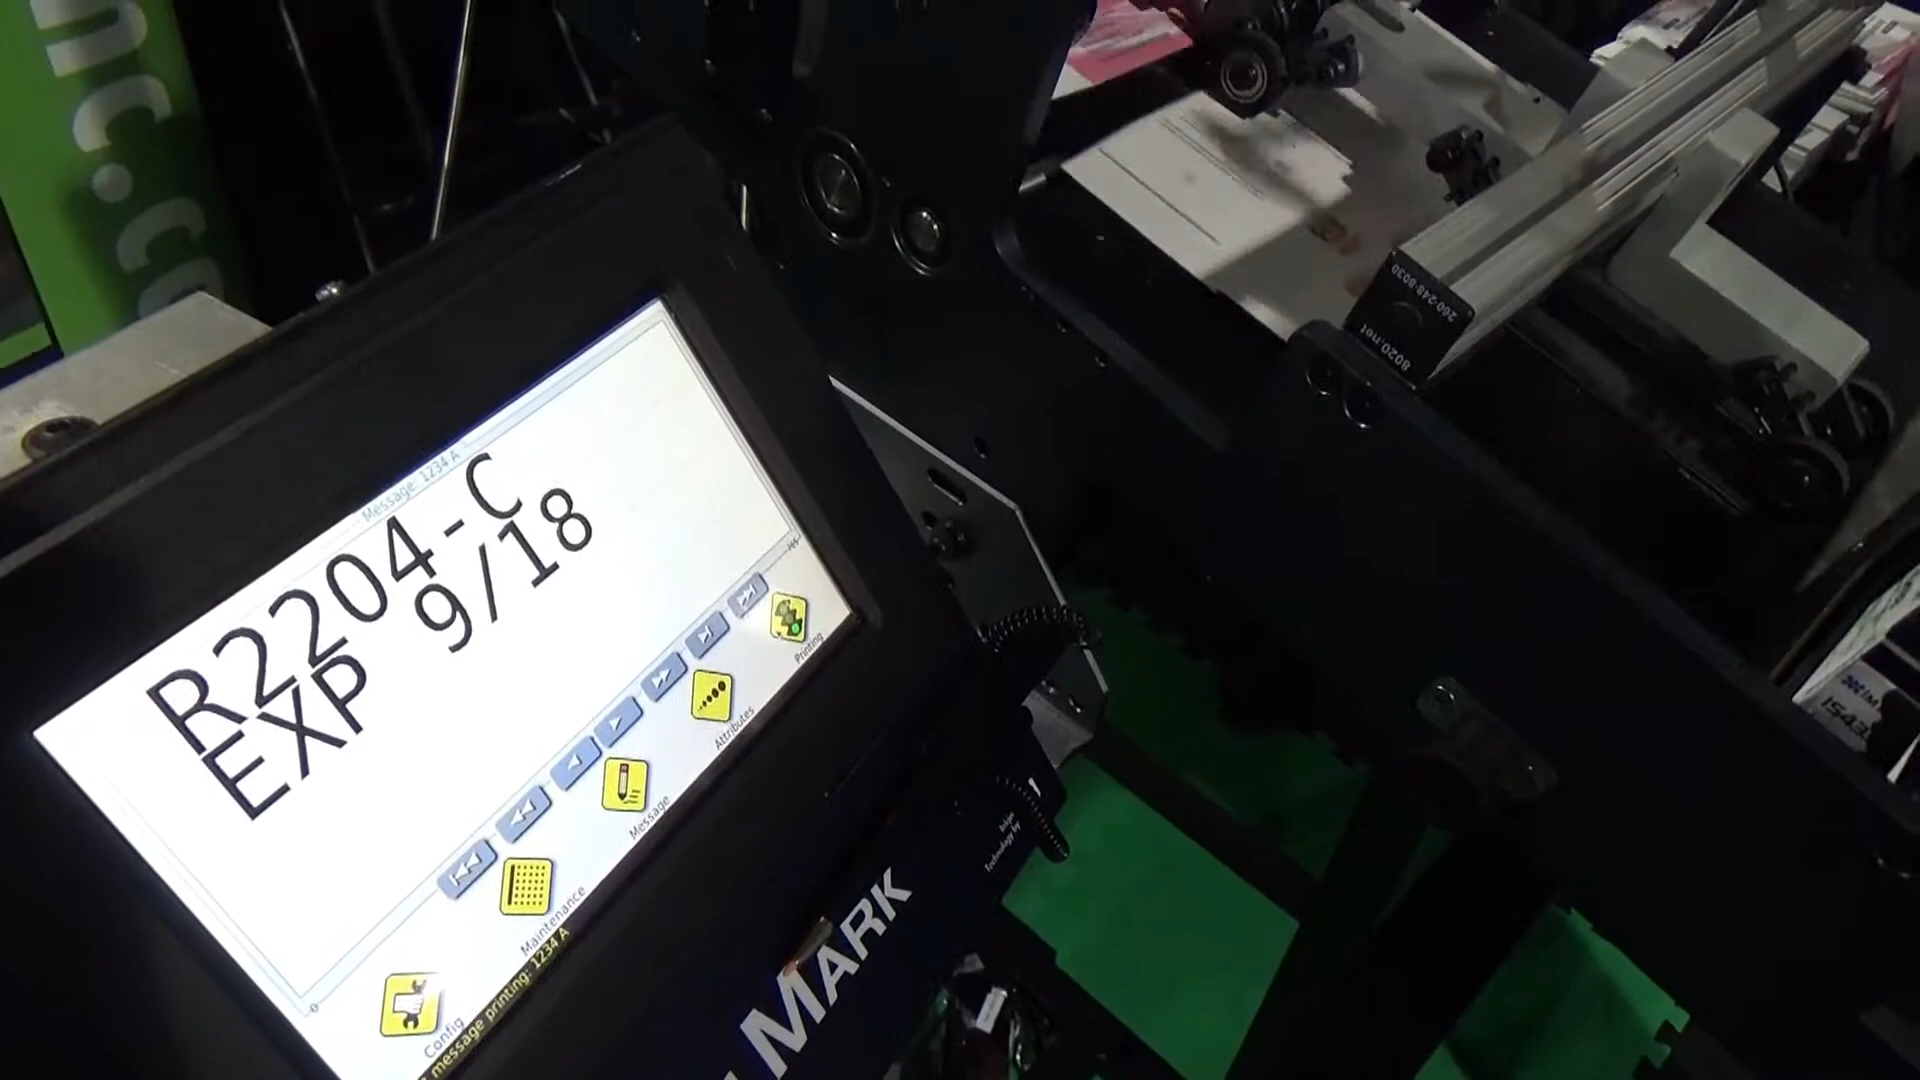 nc.co
Message: 1234 A
R2204-C
EXP 9/18
Printing
Attributes
Message
Maintenance
Config
message printing: 1234 A
MARK
Inkjet
Technology by
260-248-8030
8020.net